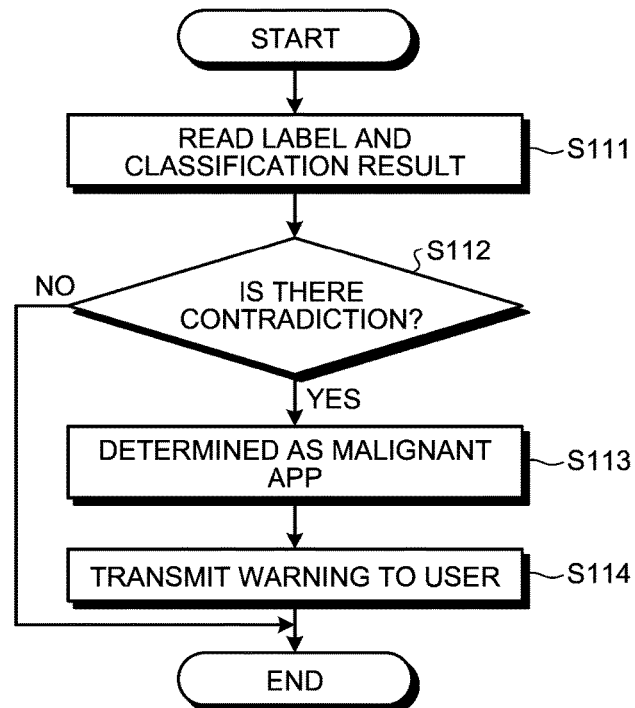 START
READ LABEL AND
CLASSIFICATION RESULT
S111
S112
NO
IS THERE
CONTRADICTION?
YES
DETERMINED AS MALIGNANT
APP
S113
TRANSMIT WARNING TO USER
S114
END